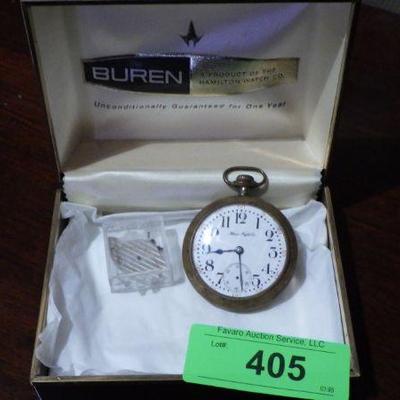 BUREN
A PRODUCT OF THE
HAMILTON WATCH CO.
Unconditionally Guaranteed for One Year
12
1
2
3
4
5
7
8
9
10
11
Favaro Auction Service, LLC
Lot#:
405